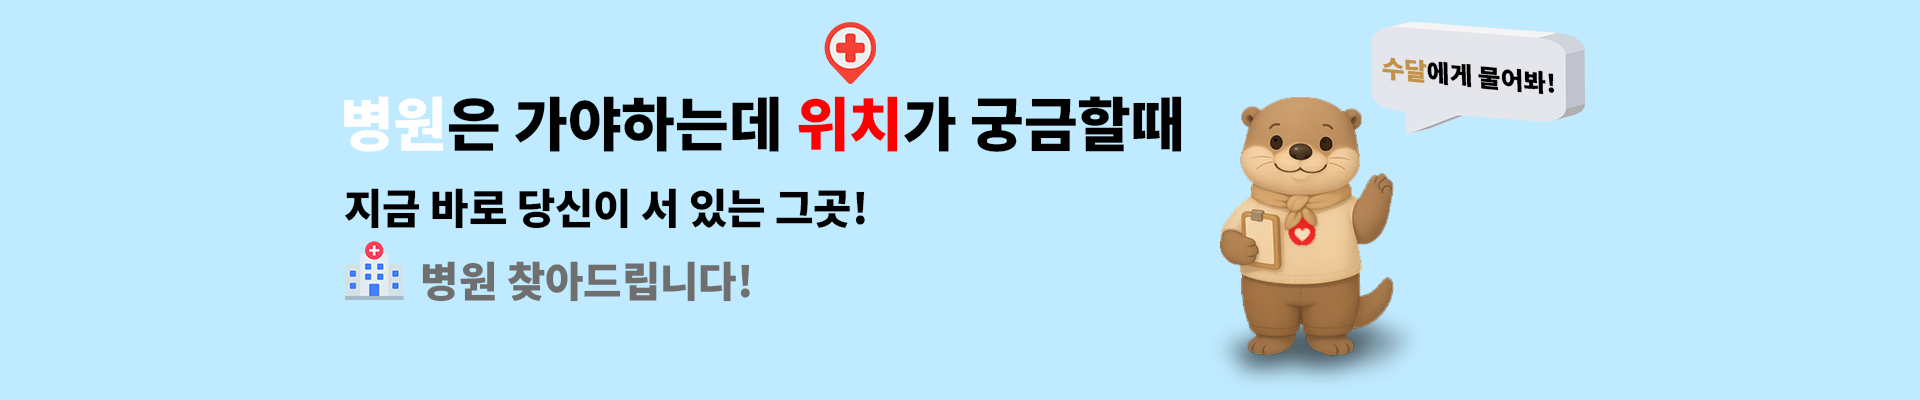 병원은 가야하는데 위치가 궁금할때
지금 바로 당신이 서 있는 그곳!
병원 찾아드립니다!
수달에게 물어봐!